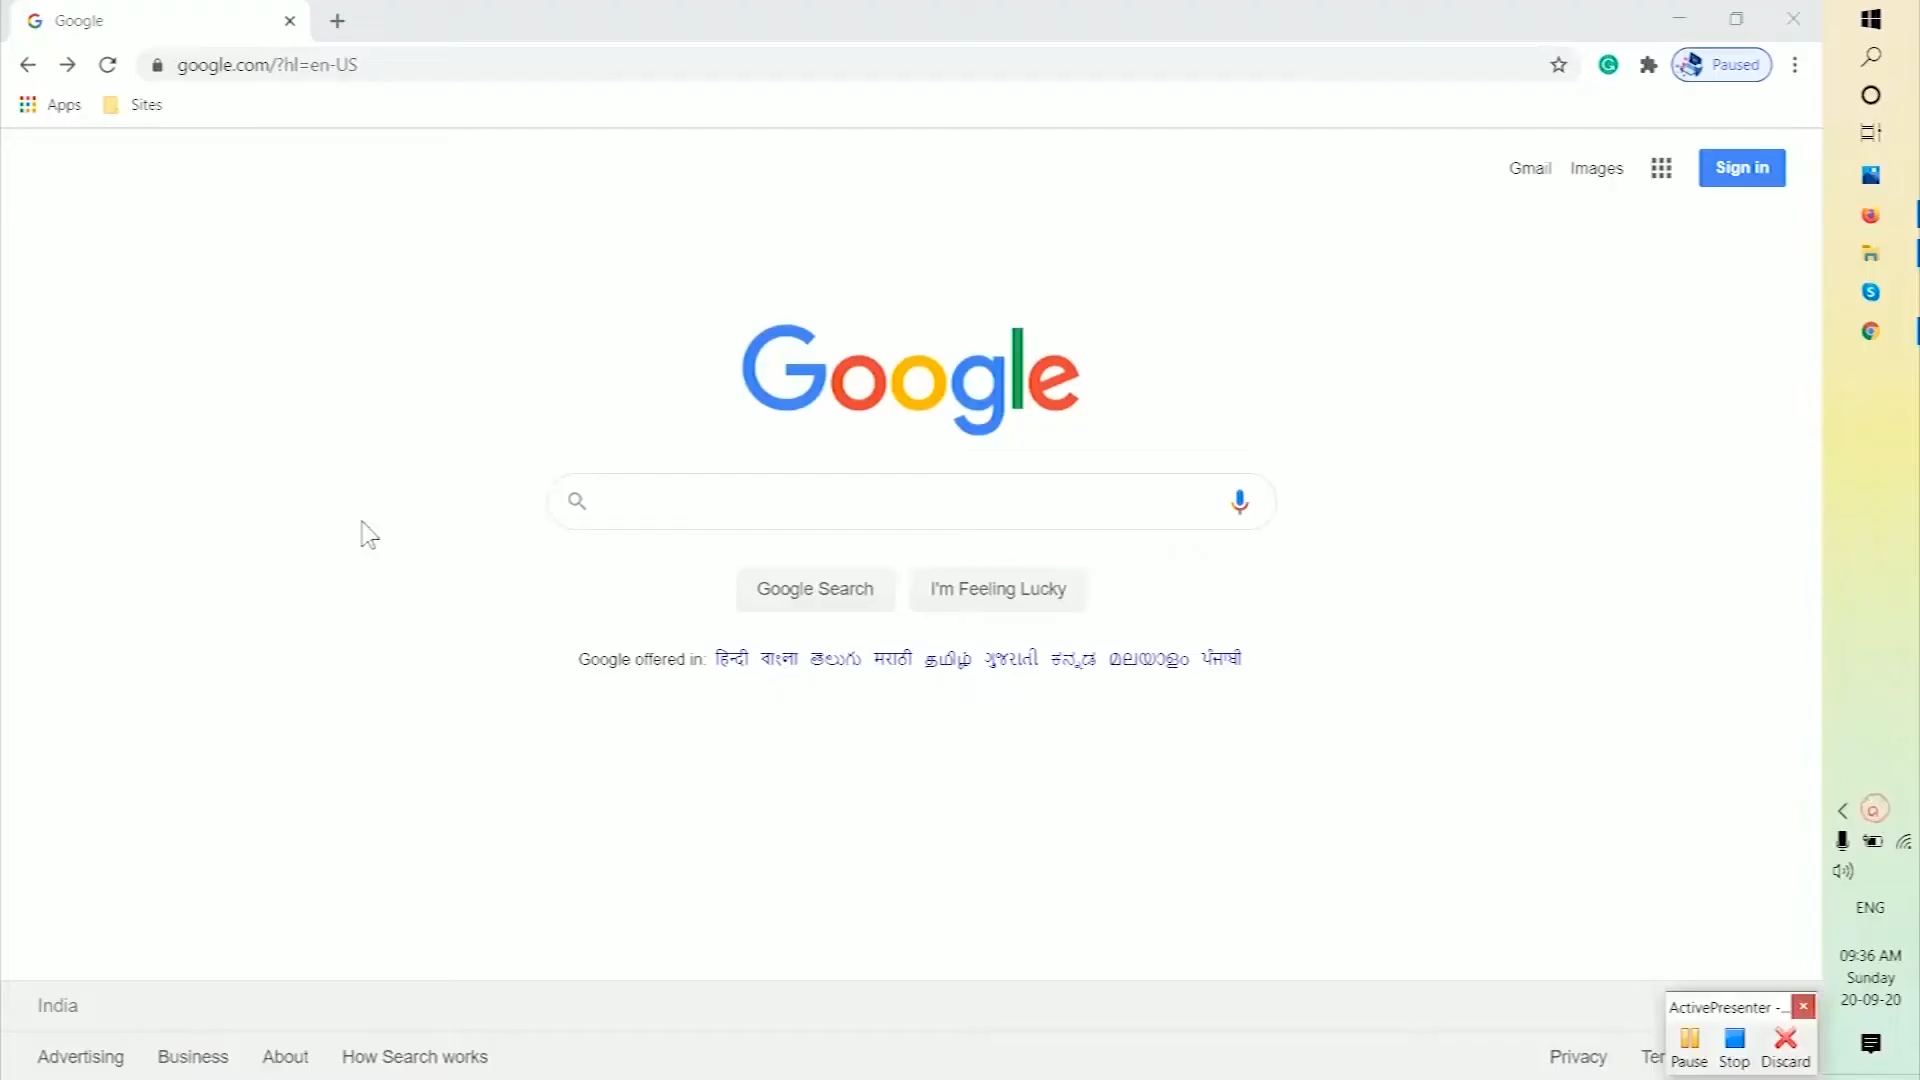 Google
google.com/?hl=en-US
Paused
Apps Sites
Gmail Images Sign in
Google
Google Search I'm Feeling Lucky
Google offered in: हिन्दी বাংলা తెలుగు मराठी தமிழ் ગુજરાતી ಕನ್ನಡ മലയാളം ਪੰਜਾਬੀ
ENG
09:36 AM
Sunday
20-09-20
India
Advertising Business About How Search works
Privacy Ter
ActivePresenter -...
Pause Stop Discard